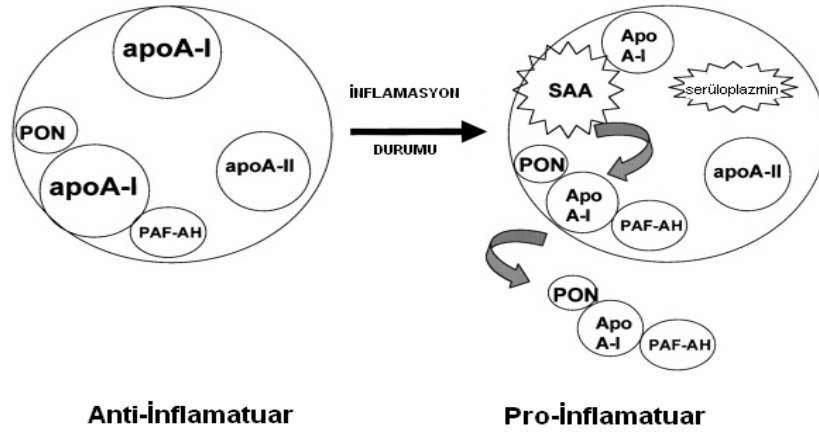 apoA-I
PON
apoA-I
apoA-II
PAF-AH
İNFLAMASYON
DURUMU
Apo
A-I
SAA
serüloplazmin
PON
Apo
A-I
apoA-II
PAF-AH
PON
Apo
A-I
PAF-AH
Anti-İnflamatuar
Pro-İnflamatuar